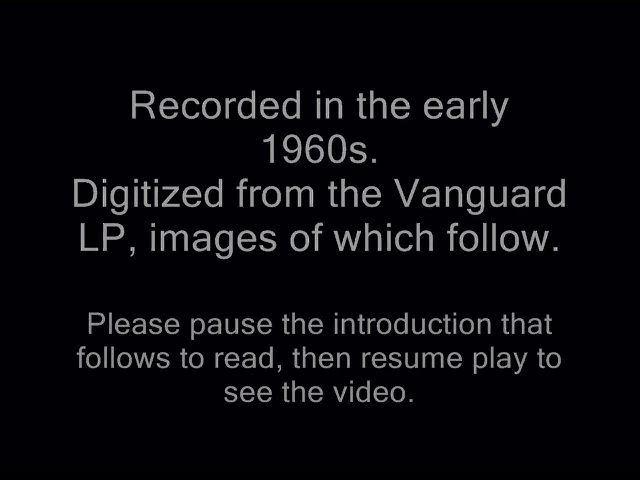 Recorded in the early
1960s.
Digitized from the Vanguard
LP, images of which follow.
Please pause the introduction that
follows to read, then resume play to
see the video.